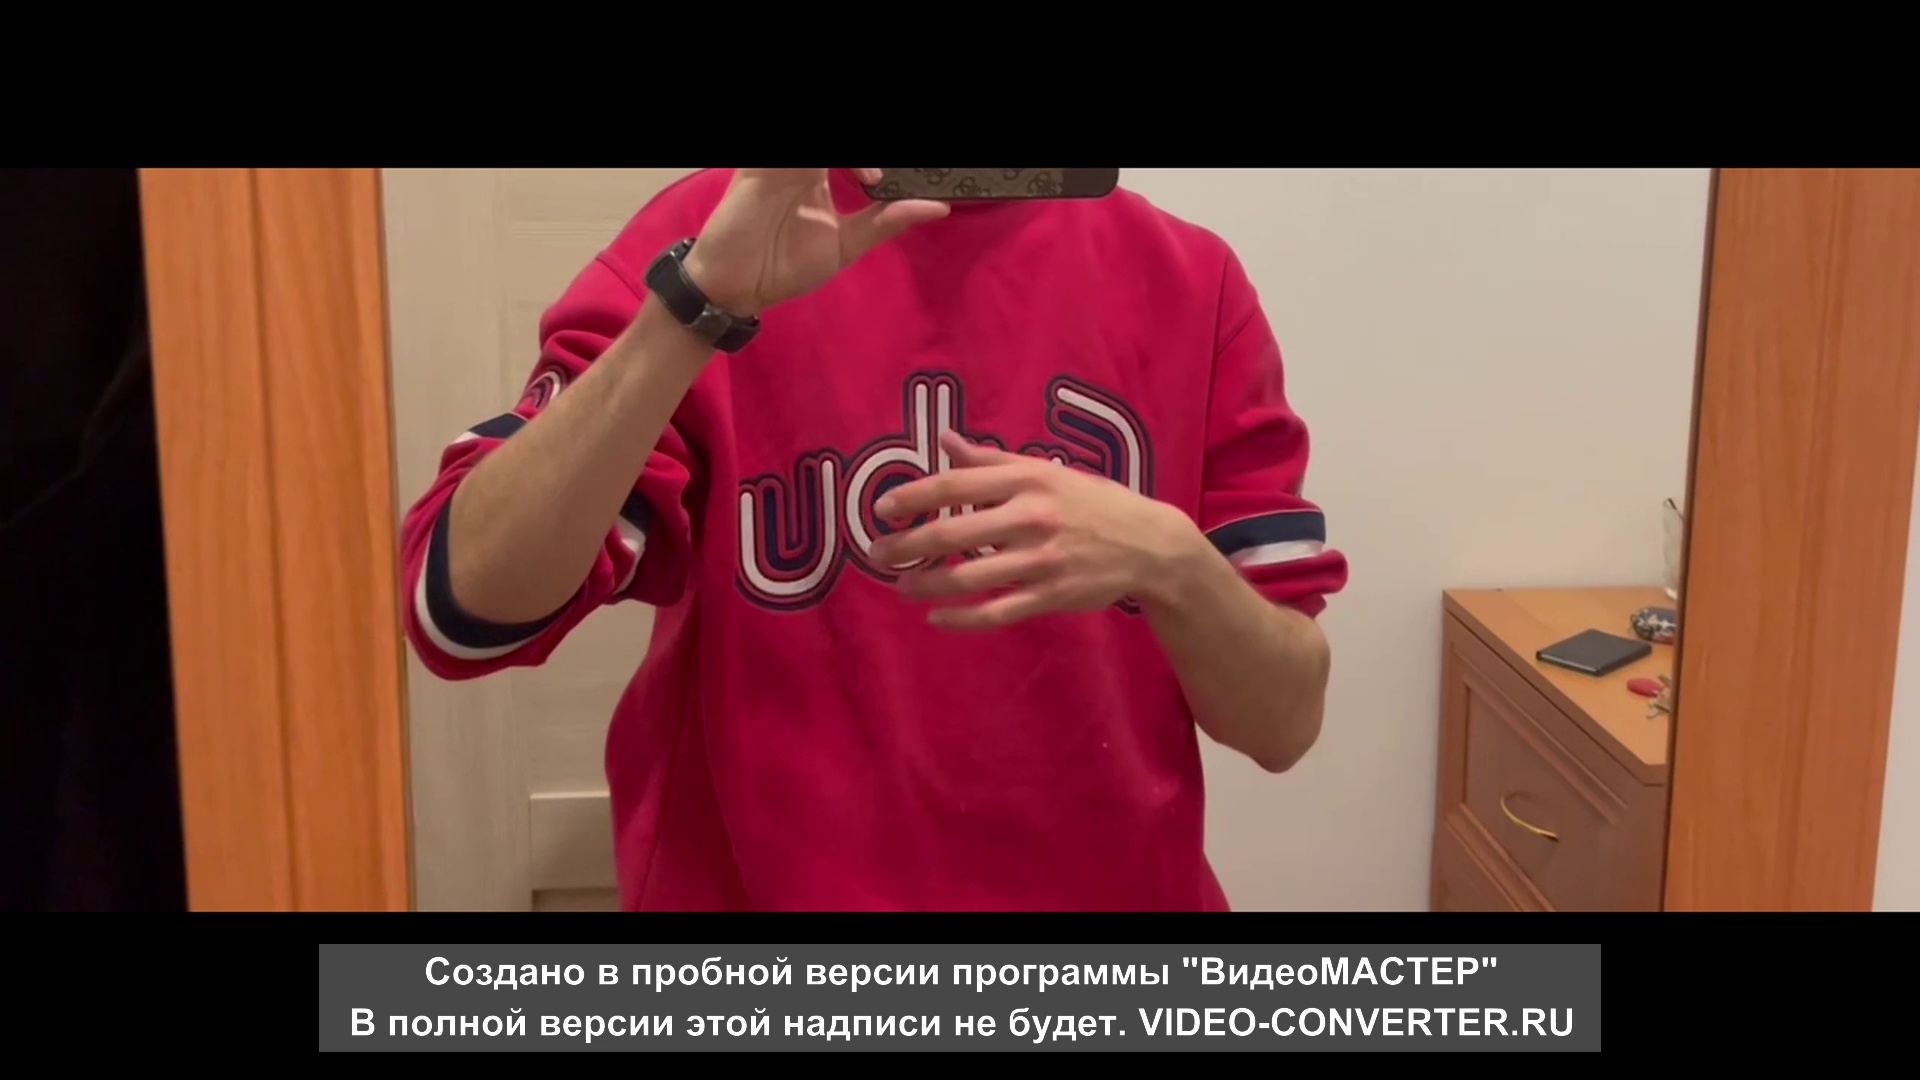 Создано в пробной версии программы "ВидеоМАСТЕР"
В полной версии этой надписи не будет. VIDEO-CONVERTER.RU